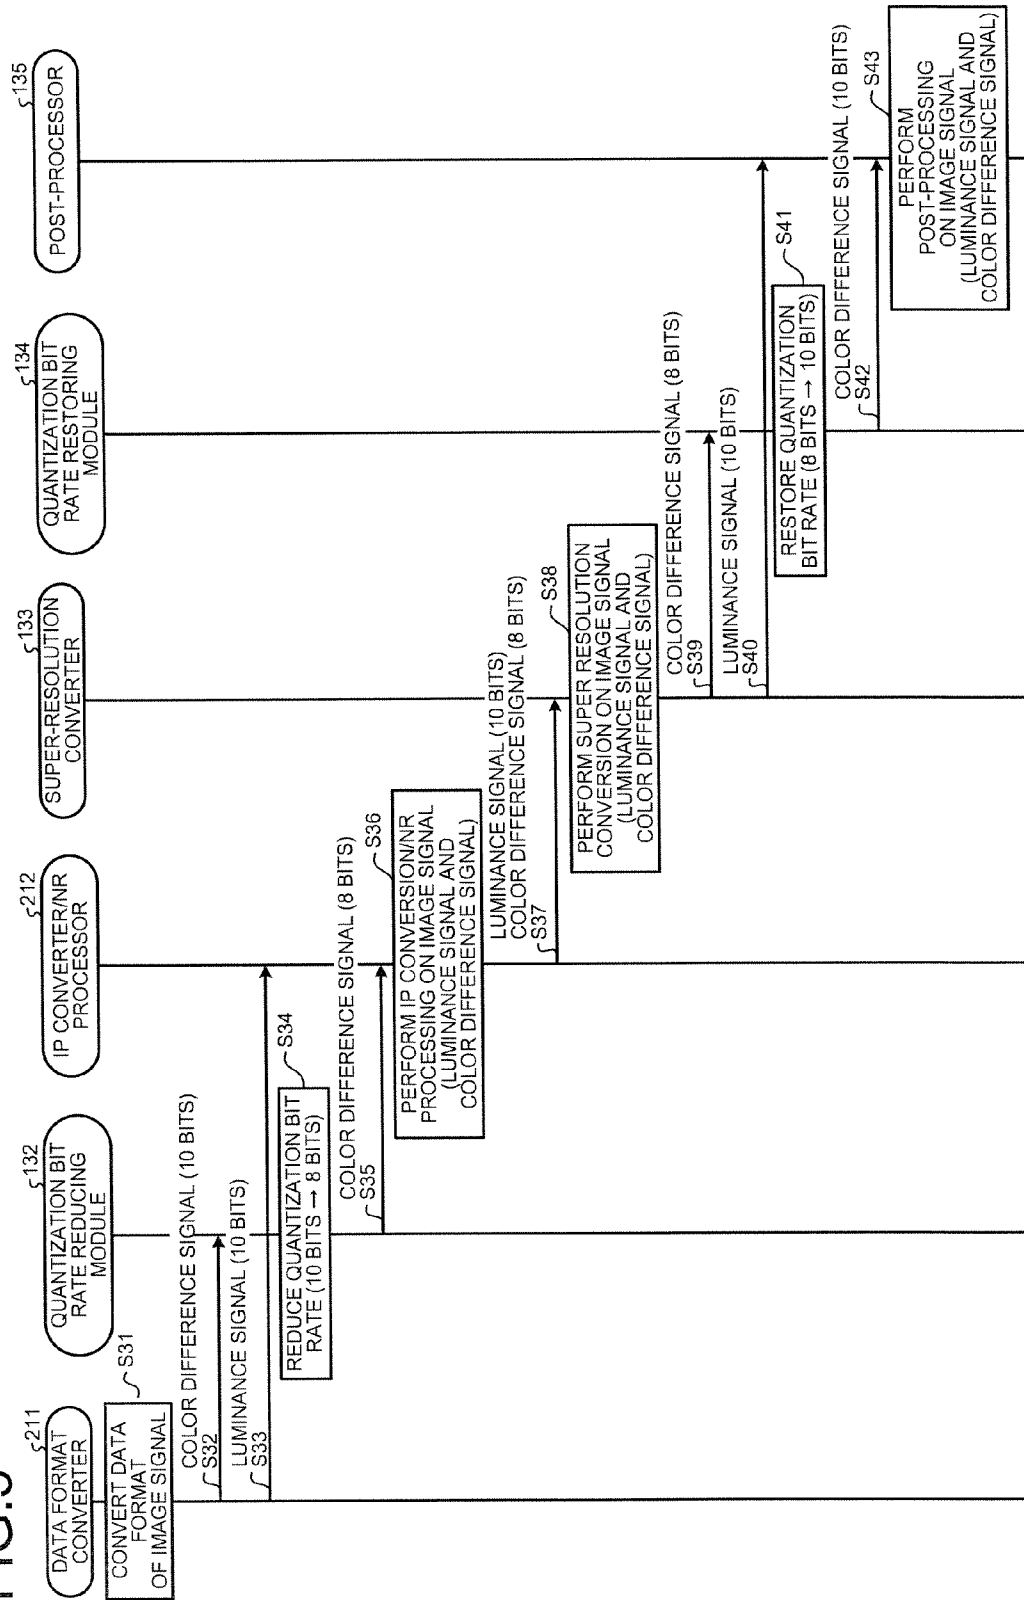 211
DATA FORMAT
CONVERTER
132
QUANTIZATION BIT
RATE REDUCING
MODULE
212
IP CONVERTER/NR
PROCESSOR
133
SUPER-RESOLUTION
CONVERTER
134
QUANTIZATION BIT
RATE RESTORING
MODULE
135
POST-PROCESSOR
CONVERT DATA
FORMAT
OF IMAGE SIGNAL
S31
COLOR DIFFERENCE SIGNAL (10 BITS)
S32
LUMINANCE SIGNAL (10 BITS)
S33
REDUCE QUANTIZATION BIT
RATE (10 BITS → 8 BITS)
S34
COLOR DIFFERENCE SIGNAL (8 BITS)
S35
PERFORM IP CONVERSION/NR
PROCESSING ON IMAGE SIGNAL
(LUMINANCE SIGNAL AND
COLOR DIFFERENCE SIGNAL)
S36
LUMINANCE SIGNAL (10 BITS)
COLOR DIFFERENCE SIGNAL (8 BITS)
S37
PERFORM SUPER RESOLUTION
CONVERSION ON IMAGE SIGNAL
(LUMINANCE SIGNAL AND
COLOR DIFFERENCE SIGNAL)
S38
COLOR DIFFERENCE SIGNAL (8 BITS)
S39
LUMINANCE SIGNAL (10 BITS)
S40
RESTORE QUANTIZATION
BIT RATE (8 BITS → 10 BITS)
S41
COLOR DIFFERENCE SIGNAL (10 BITS)
S42
PERFORM
POST-PROCESSING
ON IMAGE SIGNAL
(LUMINANCE SIGNAL AND
COLOR DIFFERENCE SIGNAL)
S43